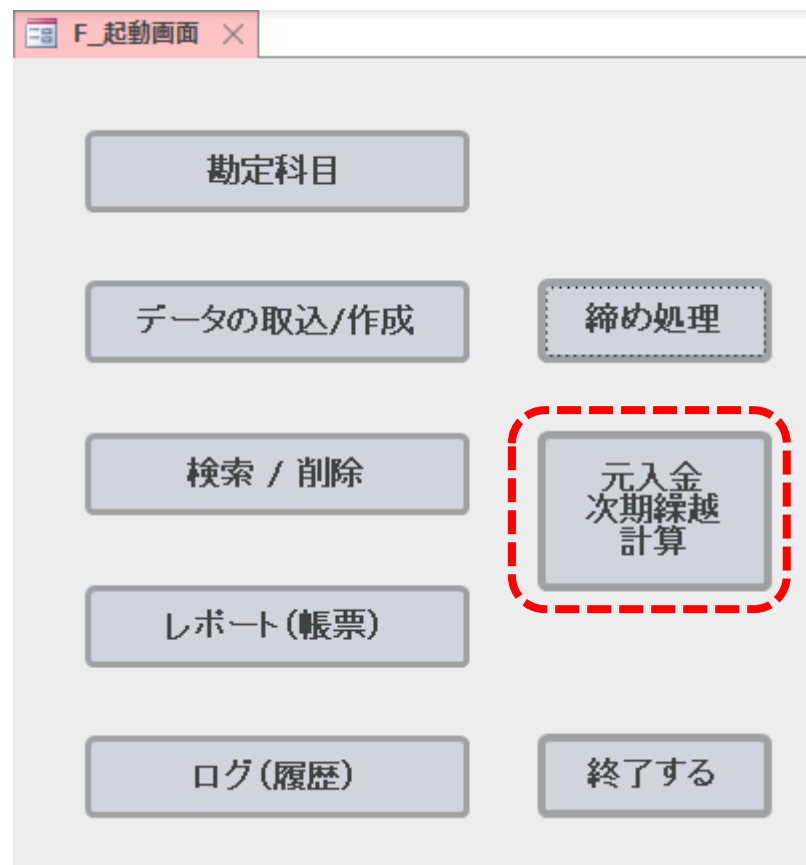 F_起動画面
勘定科目
データの取込/作成
締め処理
検索 / 削除
元入金
次期繰越
計算
レポート(帳票)
ログ(履歴)
終了する